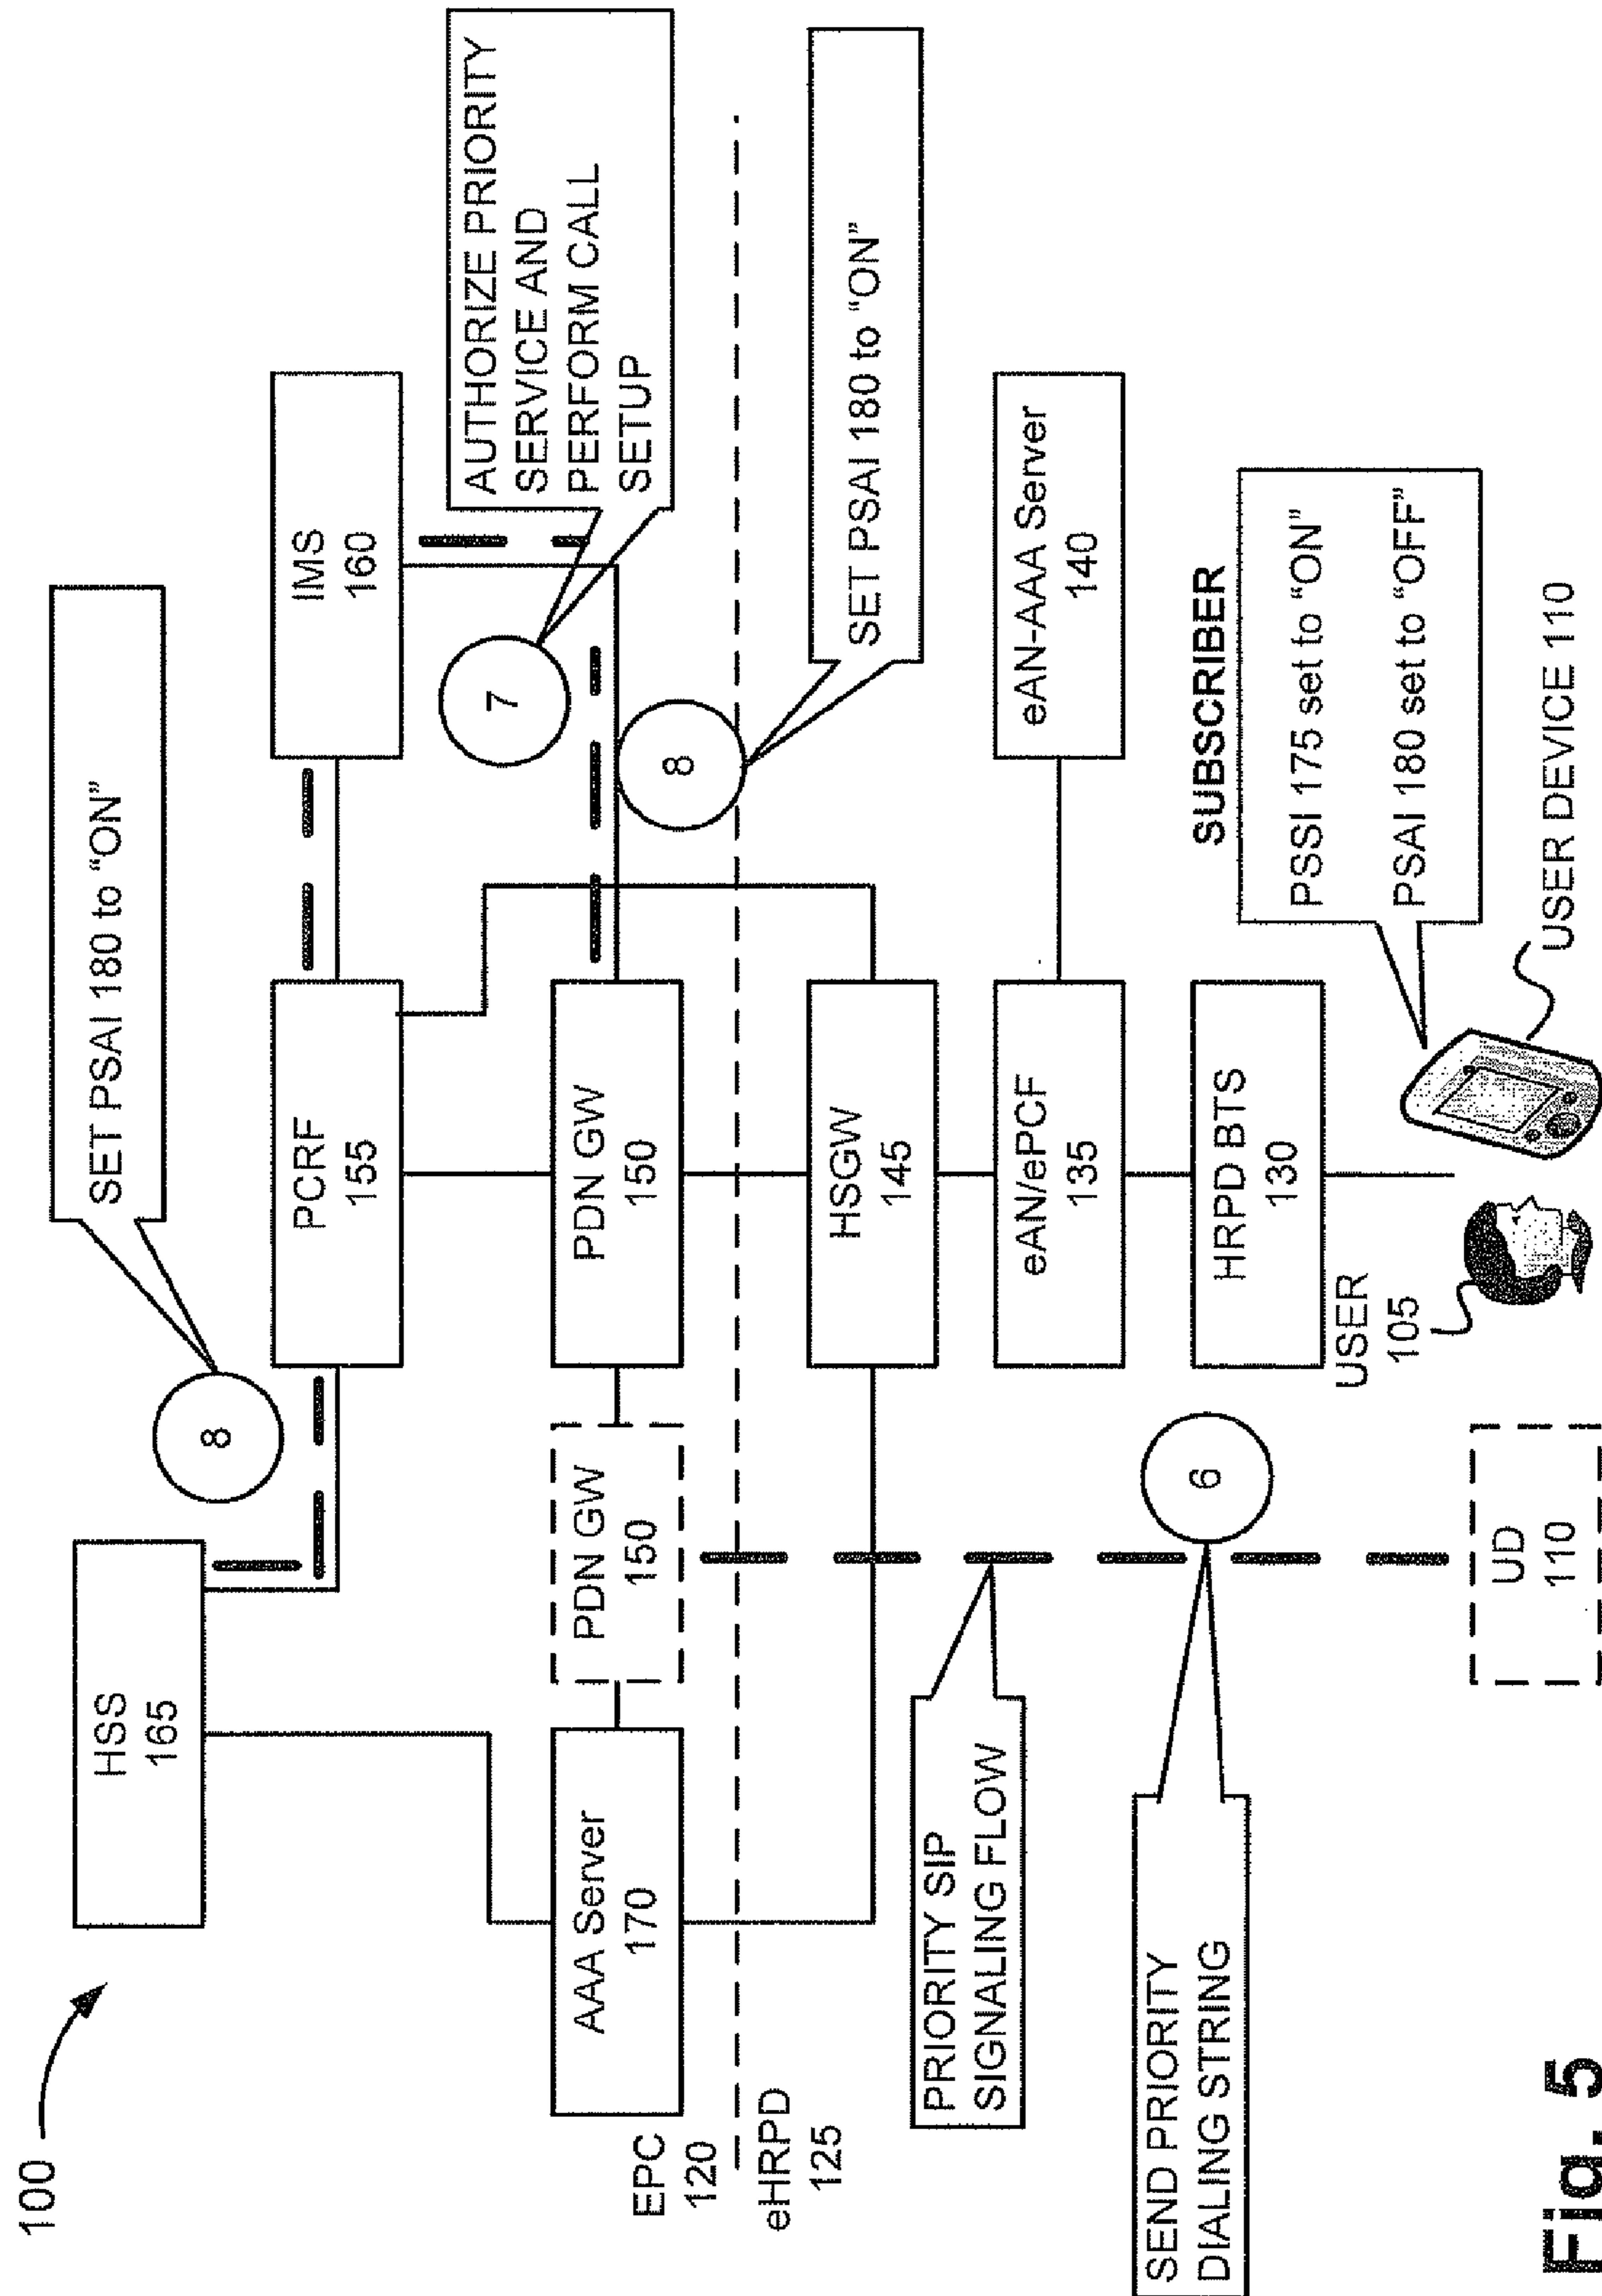 100
HSS
165
8
SET PSAI 180 to “ON”
PCRF
155
IMS
160
7
AUTHORIZE PRIORITY
SERVICE AND
PERFORM CALL
SETUP
AAA Server
170
PDN GW
150
PDN GW
150
EPC
120
eHRPD
125
8
SET PSAI 180 to “ON”
HSGW
145
PRIORITY SIP
SIGNALING FLOW
eAN/ePCF
135
eAN-AAA Server
140
SEND PRIORITY
DIALING STRING
6
HRPD BTS
130
SUBSCRIBER
PSSI 175 set to “ON”
PSAI 180 set to “OFF”
USER
105
UD
110
USER DEVICE 110
Fig. 5